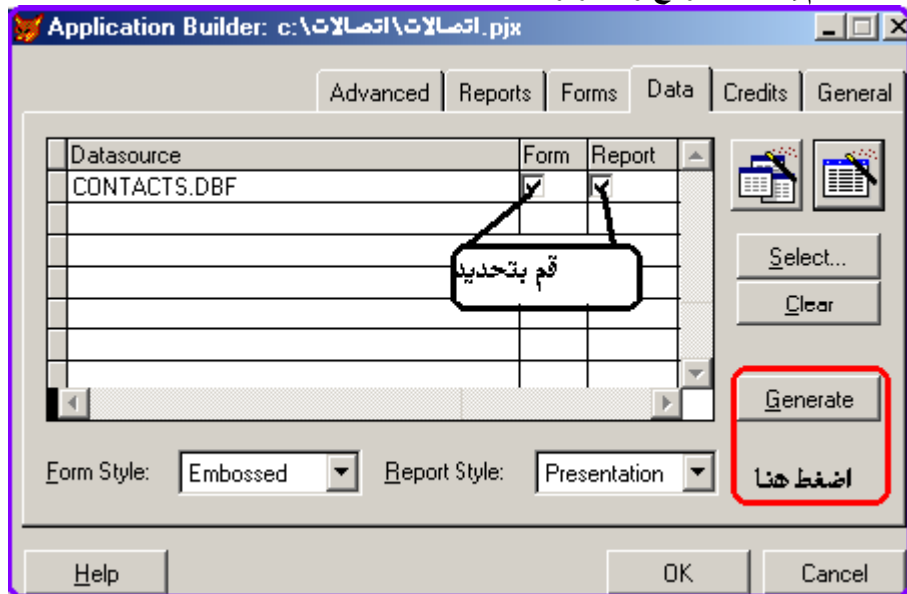 Application Builder: c:\اتصالات\اتصالات.pjx
Advanced Reports Forms Data Credits General
Datasource Form Report
CONTACTS.DBF
قم بتحديد
Select...
Clear
Generate
اضغط هنا
Form Style: Embossed Report Style: Presentation
Help OK Cancel